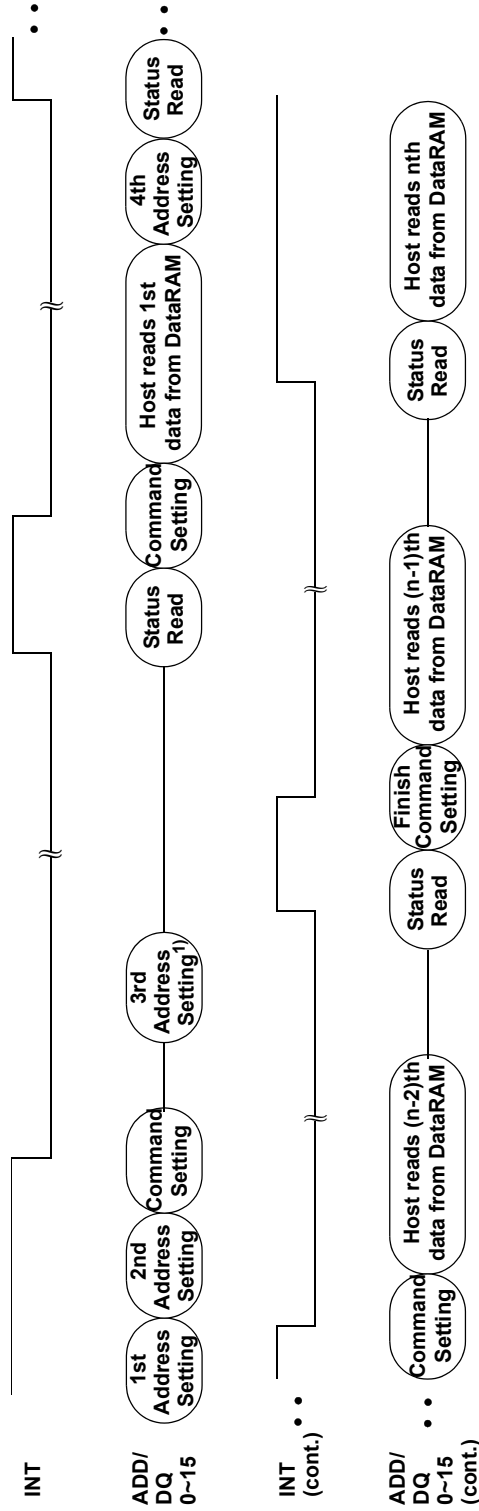 INT
ADD/
DQ
0~15
1st
Address
Setting
2nd
Address
Setting
Command
Setting
3rd
Address
Setting1)
Status
Read
Command
Setting
Host reads 1st
data from DataRAM
4th
Address
Setting
Status
Read
INT
(cont.)
ADD/
DQ
0~15
(cont.)
Command
Setting
Host reads (n-2)th
data from DataRAM
Status
Read
Finish
Command
Setting
Host reads (n-1)th
data from DataRAM
Status
Read
Host reads nth
data from DataRAM